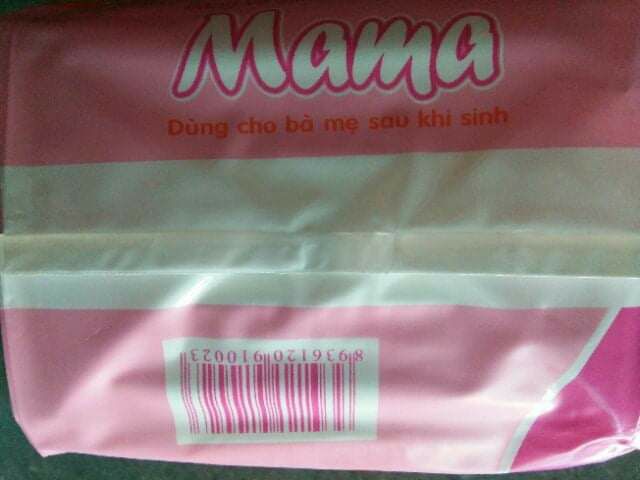 Mama
Dùng cho bà mẹ sau khi sinh
8936120910023